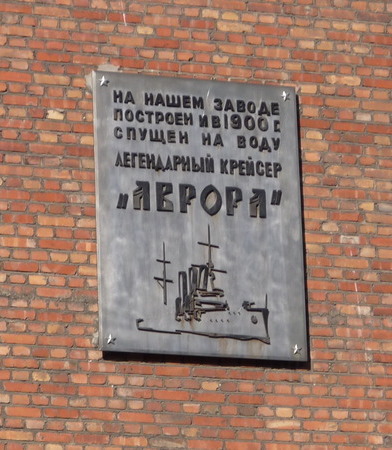 НА НАШЕМ ЗАВОДЕ
ПОСТРОЕН И В 1900 Г.
СПУЩЕН НА ВОДУ
ЛЕГЕНДАРНЫЙ КРЕЙСЕР
„АВРОРА"